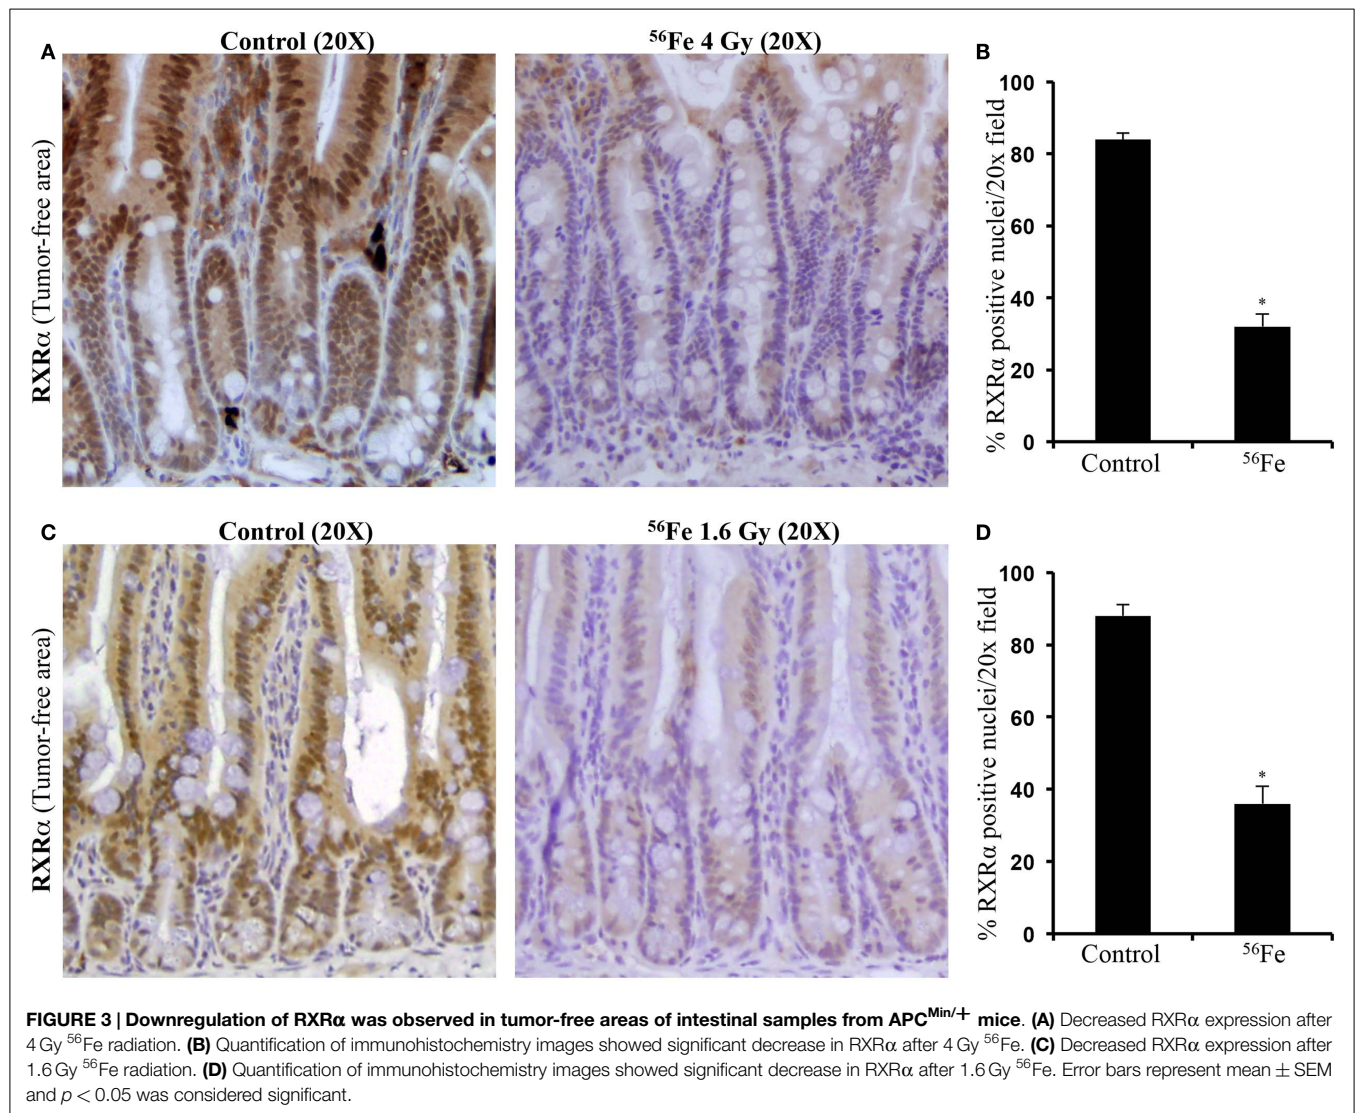 A
Control (20X)
⁵⁶Fe 4 Gy (20X)
RXRα (Tumor-free area)
B
% RXRα positive nuclei/20x field
100
80
60
40
20
0
*
Control
⁵⁶Fe
C
Control (20X)
⁵⁶Fe 1.6 Gy (20X)
RXRα (Tumor-free area)
D
% RXRα positive nuclei/20x field
100
80
60
40
20
0
*
Control
⁵⁶Fe
FIGURE 3 | Downregulation of RXRα was observed in tumor-free areas of intestinal samples from APC^Min/+ mice. (A) Decreased RXRα expression after
4 Gy ⁵⁶Fe radiation. (B) Quantification of immunohistochemistry images showed significant decrease in RXRα after 4 Gy ⁵⁶Fe. (C) Decreased RXRα expression after
1.6 Gy ⁵⁶Fe radiation. (D) Quantification of immunohistochemistry images showed significant decrease in RXRα after 1.6 Gy ⁵⁶Fe. Error bars represent mean ± SEM
and p < 0.05 was considered significant.